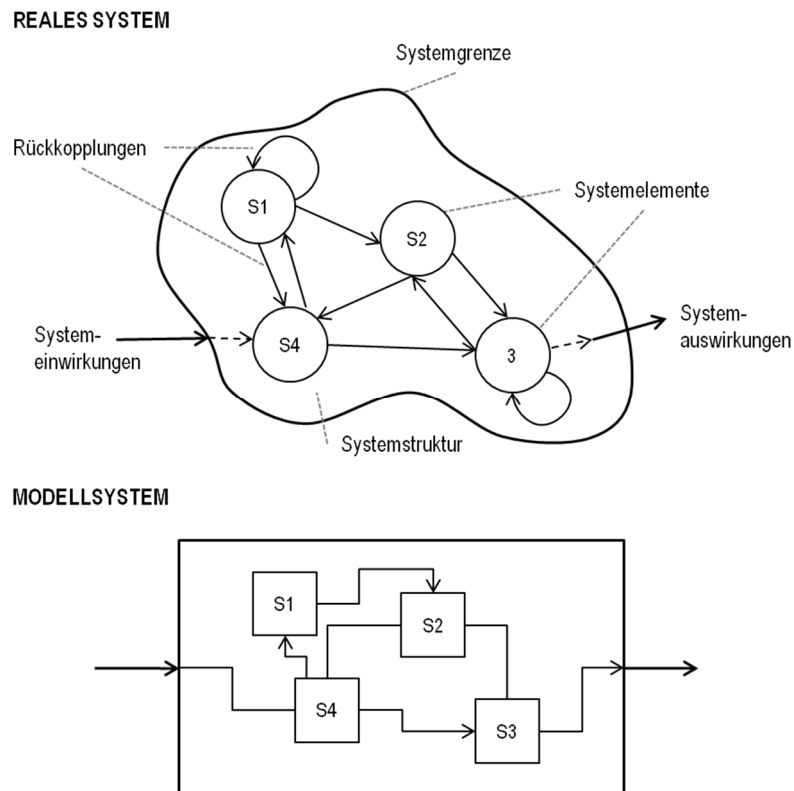 REALES SYSTEM
Systemgrenze
Rückkopplungen
S1
Systemelemente
S2
System-
einwirkungen
S4
3
System-
auswirkungen
Systemstruktur
MODELLSYSTEM
S1
S2
S4
S3